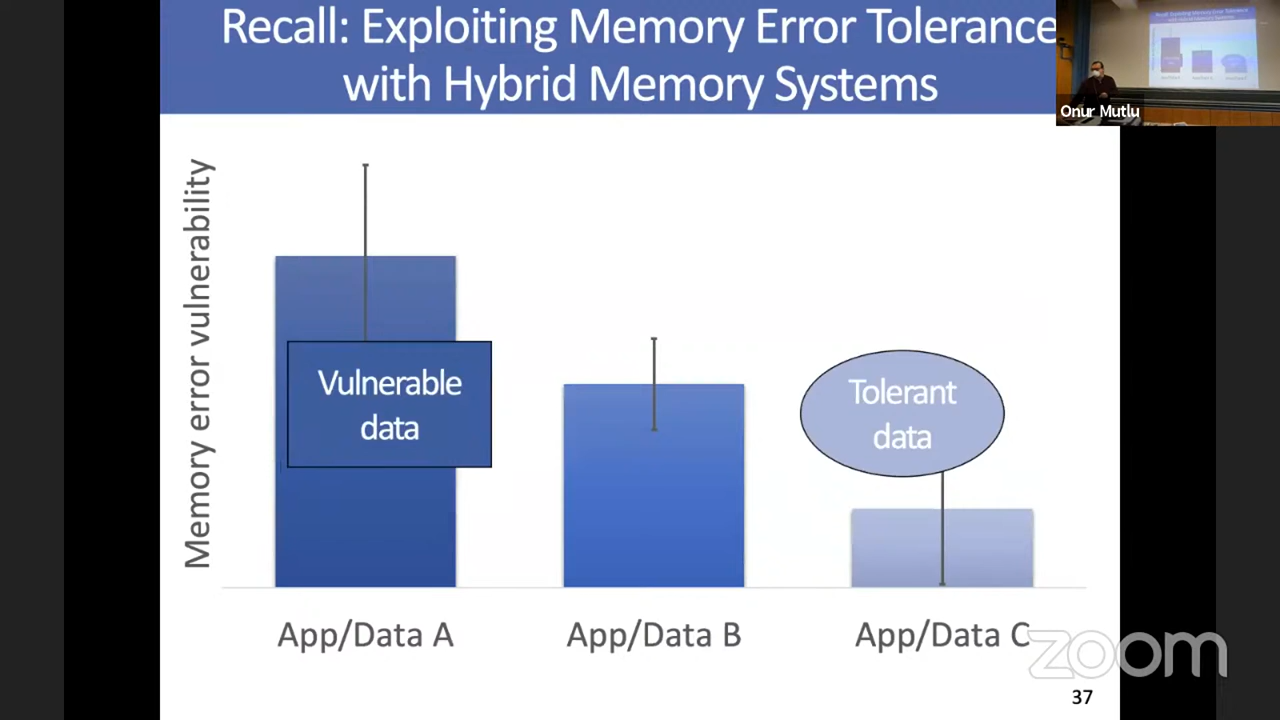 Recall: Exploiting Memory Error Tolerance
with Hybrid Memory Systems
Onur Mutlu
Memory error vulnerability
Vulnerable
data
Tolerant
data
App/Data A
App/Data B
App/Data C
zoom
37